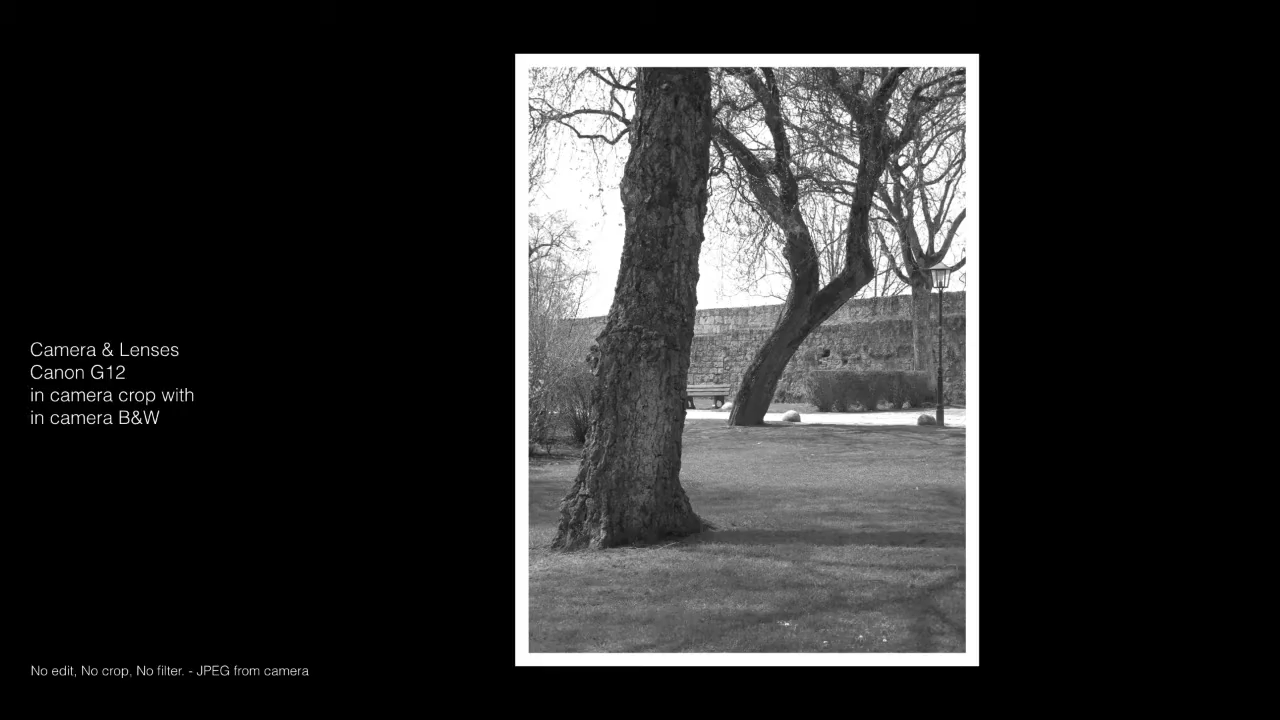 Camera & Lenses
Canon G12
in camera crop with
in camera B&W
No edit, No crop, No filter. - JPEG from camera